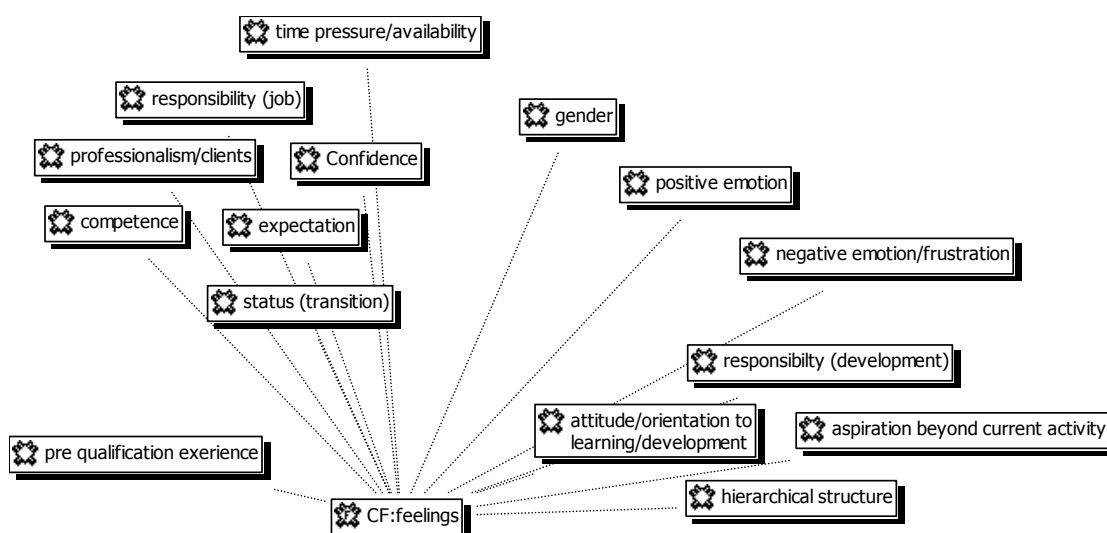 time pressure/availability
responsibility (job)
gender
professionalism/clients
Confidence
positive emotion
competence
expectation
negative emotion/frustration
status (transition)
responsibilty (development)
attitude/orientation to
learning/development
aspiration beyond current activity
pre qualification exerience
hierarchical structure
CF:feelings